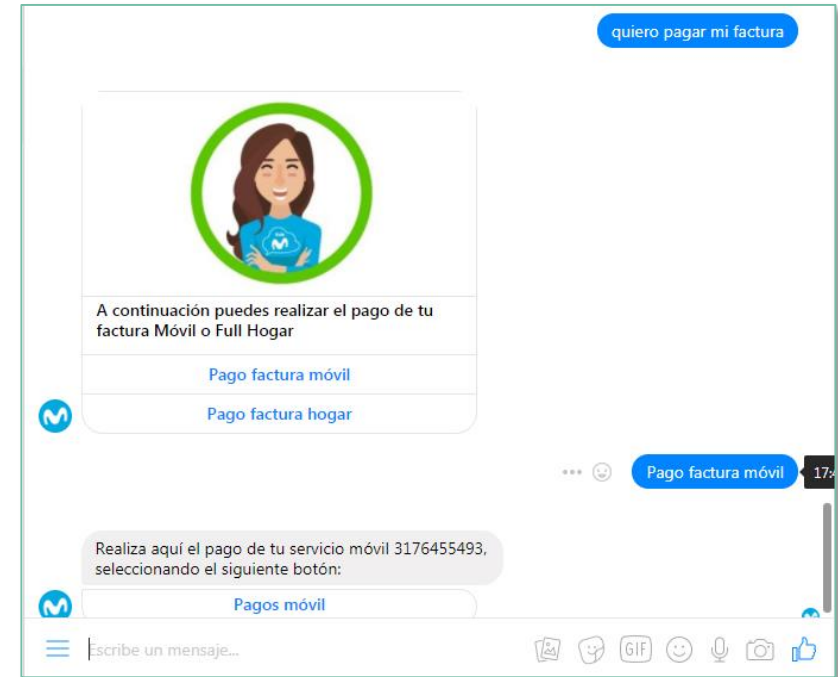 quiero pagar mi factura
A continuación puedes realizar el pago de tu
factura Móvil o Full Hogar
Pago factura móvil
Pago factura hogar
Pago factura móvil
Realiza aquí el pago de tu servicio móvil 3176455493,
seleccionando el siguiente botón:
Pagos móvil
Escribe un mensaje...
GIF